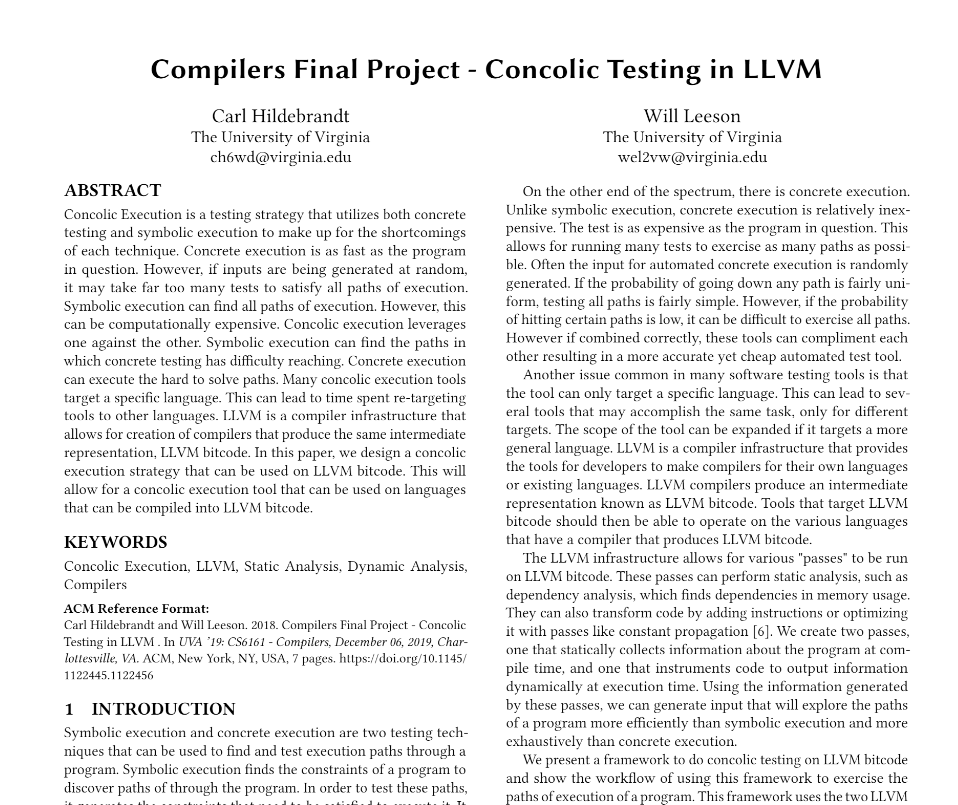 Compilers Final Project - Concolic Testing in LLVM
Carl Hildebrandt
The University of Virginia
ch6wd@virginia.edu
Will Leeson
The University of Virginia
wel2vw@virginia.edu
ABSTRACT
Concolic Execution is a testing strategy that utilizes both concrete
testing and symbolic execution to make up for the shortcomings
of each technique. Concrete execution is as fast as the program
in question. However, if inputs are being generated at random,
it may take far too many tests to satisfy all paths of execution.
Symbolic execution can find all paths of execution. However, this
can be computationally expensive. Concolic execution leverages
one against the other. Symbolic execution can find the paths in
which concrete testing has difficulty reaching. Concrete execution
can execute the hard to solve paths. Many concolic execution tools
target a specific language. This can lead to time spent re-targeting
tools to other languages. LLVM is a compiler infrastructure that
allows for creation of compilers that produce the same intermediate
representation, LLVM bitcode. In this paper, we design a concolic
execution strategy that can be used on LLVM bitcode. This will
allow for a concolic execution tool that can be used on languages
that can be compiled into LLVM bitcode.
KEYWORDS
Concolic Execution, LLVM, Static Analysis, Dynamic Analysis,
Compilers
ACM Reference Format:
Carl Hildebrandt and Will Leeson. 2018. Compilers Final Project - Concolic
Testing in LLVM . In UVA '19: CS6161 - Compilers, December 06, 2019, Char-
lottesville, VA. ACM, New York, NY, USA, 7 pages. https://doi.org/10.1145/
1122445.1122456
1 INTRODUCTION
Symbolic execution and concrete execution are two testing tech-
niques that can be used to find and test execution paths through a
program. Symbolic execution finds the constraints of a program to
discover paths of through the program. In order to test these paths,
it generates the constraints that need to be satisfied to execute it. It
On the other end of the spectrum, there is concrete execution.
Unlike symbolic execution, concrete execution is relatively inex-
pensive. The test is as expensive as the program in question. This
allows for running many tests to exercise as many paths as possi-
ble. Often the input for automated concrete execution is randomly
generated. If the probability of going down any path is fairly uni-
form, testing all paths is fairly simple. However, if the probability
of hitting certain paths is low, it can be difficult to exercise all paths.
However if combined correctly, these tools can compliment each
other resulting in a more accurate yet cheap automated test tool.
Another issue common in many software testing tools is that
the tool can only target a specific language. This can lead to sev-
eral tools that may accomplish the same task, only for different
targets. The scope of the tool can be expanded if it targets a more
general language. LLVM is a compiler infrastructure that provides
the tools for developers to make compilers for their own languages
or existing languages. LLVM compilers produce an intermediate
representation known as LLVM bitcode. Tools that target LLVM
bitcode should then be able to operate on the various languages
that have a compiler that produces LLVM bitcode.
The LLVM infrastructure allows for various "passes" to be run
on LLVM bitcode. These passes can perform static analysis, such as
dependency analysis, which finds dependencies in memory usage.
They can also transform code by adding instructions or optimizing
it with passes like constant propagation [6]. We create two passes,
one that statically collects information about the program at com-
pile time, and one that instruments code to output information
dynamically at execution time. Using the information generated
by these passes, we can generate input that will explore the paths
of a program more efficiently than symbolic execution and more
exhaustively than concrete execution.
We present a framework to do concolic testing on LLVM bitcode
and show the workflow of using this framework to exercise the
paths of execution of a program. This framework uses the two LLVM